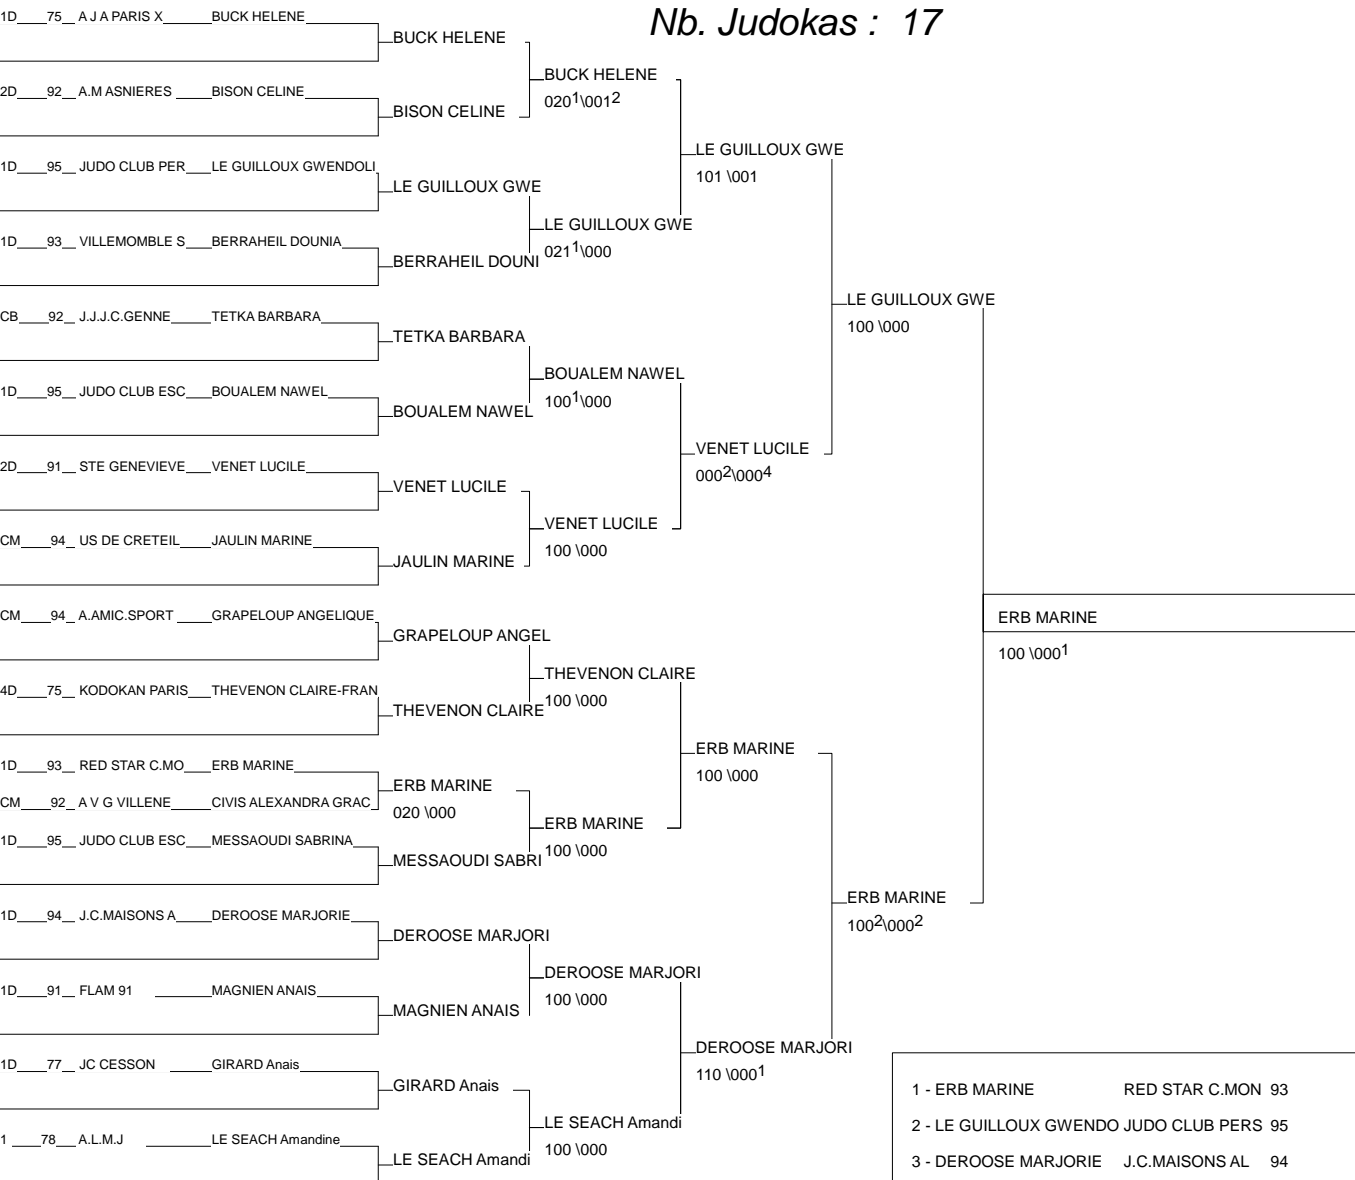 Nb. Judokas : 17
1D 75 A J A PARIS X BUCK HELENE
BUCK HELENE
BUCK HELENE
020¹\001²
2D 92 A.M ASNIERES BISON CELINE
BISON CELINE
LE GUILLOUX GWE
101 \001
1D 95 JUDO CLUB PER LE GUILLOUX GWENDOLI
LE GUILLOUX GWE
LE GUILLOUX GWE
021¹\000
1D 93 VILLEMOMBLE S BERRAHEIL DOUNIA
BERRAHEIL DOUNI
LE GUILLOUX GWE
100 \000
CB 92 J.J.J.C.GENNE TETKA BARBARA
TETKA BARBARA
BOUALEM NAWEL
100¹\000
1D 95 JUDO CLUB ESC BOUALEM NAWEL
BOUALEM NAWEL
VENET LUCILE
000²\000⁴
2D 91 STE GENEVIEVE VENET LUCILE
VENET LUCILE
VENET LUCILE
100 \000
CM 94 US DE CRETEIL JAULIN MARINE
JAULIN MARINE
ERB MARINE
100 \000¹
CM 94 A.AMIC.SPORT GRAPELOUP ANGELIQUE
GRAPELOUP ANGEL
THEVENON CLAIRE
100 \000
4D 75 KODOKAN PARIS THEVENON CLAIRE-FRAN
THEVENON CLAIRE
ERB MARINE
100 \000
1D 93 RED STAR C.MO ERB MARINE
ERB MARINE
020 \000
CM 92 A V G VILLENE CIVIS ALEXANDRA GRAC
ERB MARINE
100 \000
1D 95 JUDO CLUB ESC MESSAOUDI SABRINA
MESSAOUDI SABRI
ERB MARINE
100²\000²
1D 94 J.C.MAISONS A DEROOSE MARJORIE
DEROOSE MARJORI
DEROOSE MARJORI
100 \000
1D 91 FLAM 91 MAGNIEN ANAIS
MAGNIEN ANAIS
DEROOSE MARJORI
110 \000¹
1D 77 JC CESSON GIRARD Anais
GIRARD Anais
LE SEACH Amandi
100 \000
1 78 A.L.M.J LE SEACH Amandine
LE SEACH Amandi
1 - ERB MARINE RED STAR C.MON 93
2 - LE GUILLOUX GWENDO JUDO CLUB PERS 95
3 - DEROOSE MARJORIE J.C.MAISONS AL 94